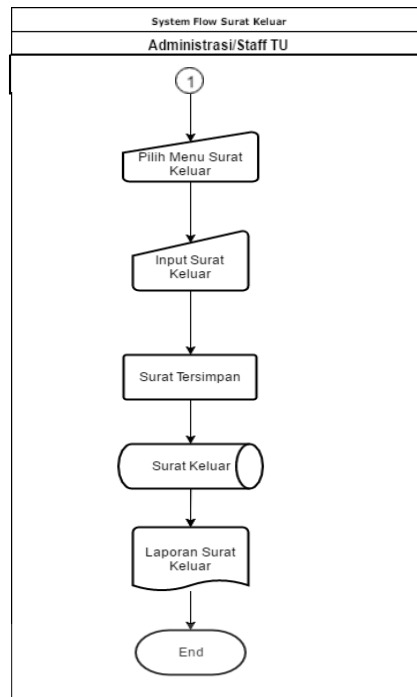 System Flow Surat Keluar
Administrasi/Staff TU
1
Pilih Menu Surat
Keluar
Input Surat
Keluar
Surat Tersimpan
Surat Keluar
Laporan Surat
Keluar
End